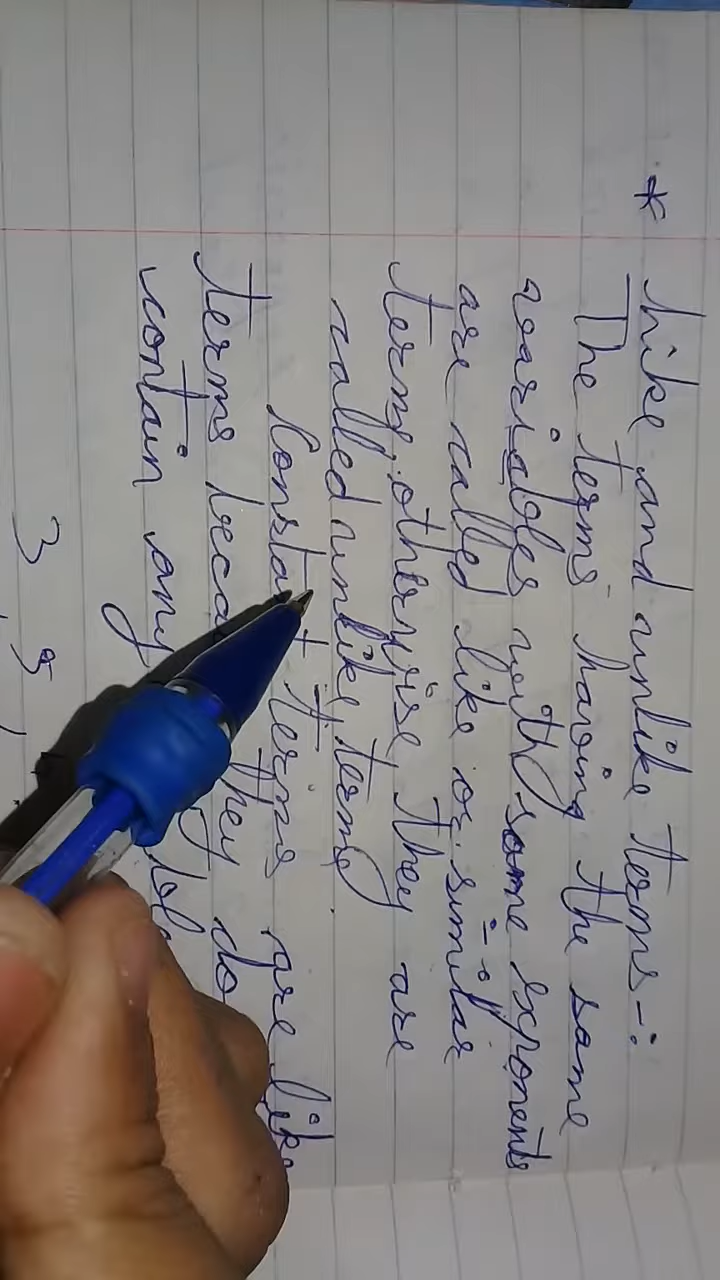 * Like and unlike terms-:
The terms having the same
variables with same exponents
are called like or similar
terms, otherwise, they are
called unlike terms.
Constant terms are like
terms they do
contain any
3, 5,